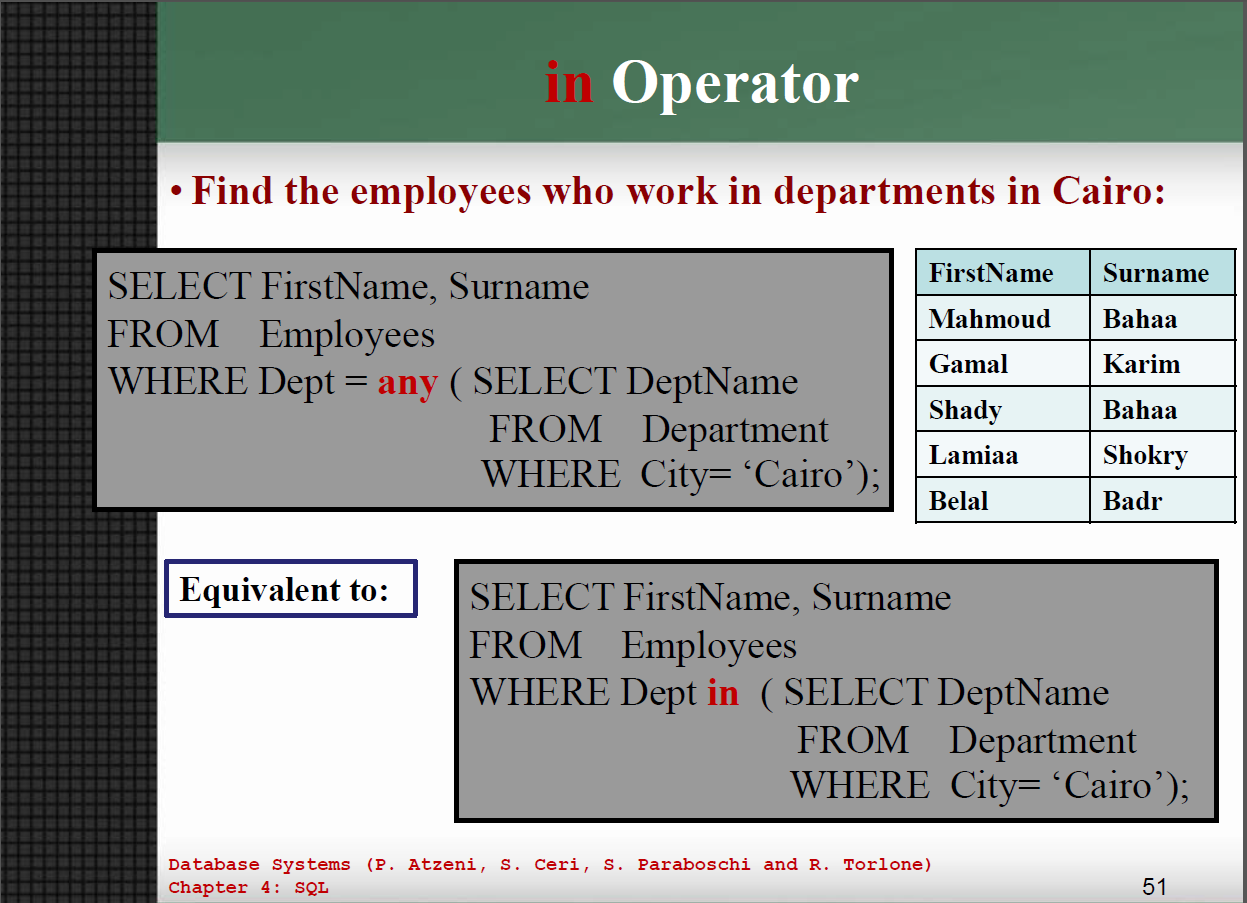 in Operator
• Find the employees who work in departments in Cairo:
SELECT FirstName, Surname
FROM Employees
WHERE Dept = any ( SELECT DeptName
FROM Department
WHERE City= ‘Cairo’);
FirstName Surname
Mahmoud Bahaa
Gamal Karim
Shady Bahaa
Lamiaa Shokry
Belal Badr
Equivalent to:
SELECT FirstName, Surname
FROM Employees
WHERE Dept in ( SELECT DeptName
FROM Department
WHERE City= ‘Cairo’);
Database Systems (P. Atzeni, S. Ceri, S. Paraboschi and R. Torlone)
Chapter 4: SQL
51